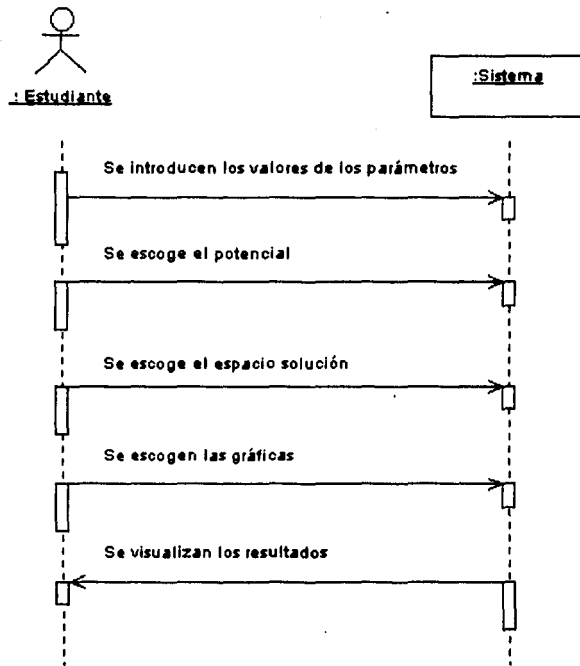 : Estudiante
:Sistema
Se introducen los valores de los parámetros
Se escoge el potencial
Se escoge el espacio solución
Se escogen las gráficas
Se visualizan los resultados